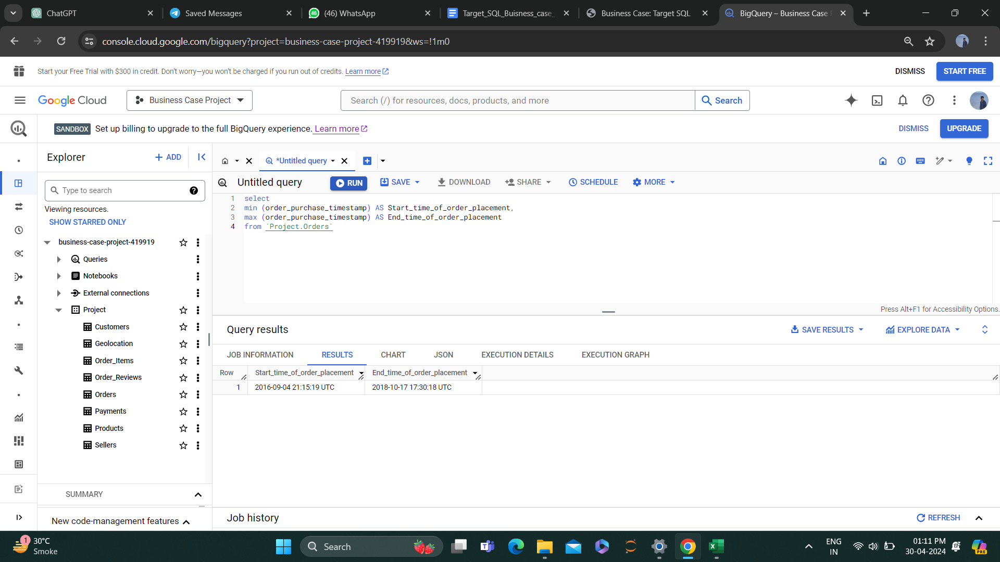 ChatGPT
Saved Messages
46
(46) WhatsApp
Target_SQL_Buisness_case_
Business Case: Target SQL
BigQuery – Business Case
console.cloud.google.com/bigquery?project=business-case-project-419919&ws=!1m0
Start your Free Trial with $300 in credit. Don't worry—you won't be charged if you run out of credits. Learn more
DISMISS
START FREE
Google Cloud
Business Case Project
Search (/) for resources, docs, products, and more
Search
SANDBOX Set up billing to upgrade to the full BigQuery experience. Learn more
DISMISS
UPGRADE
Explorer
+ ADD
*Untitled query
Type to search
Viewing resources.
SHOW STARRED ONLY
business-case-project-419919
Queries
Notebooks
External connections
Project
Customers
Geolocation
Order_Items
Order_Reviews
Orders
Payments
Products
Sellers
SUMMARY
New code-management features
Untitled query
RUN
SAVE
DOWNLOAD
SHARE
SCHEDULE
MORE
1 select
2 min (order_purchase_timestamp) AS Start_time_of_order_placement,
3 max (order_purchase_timestamp) AS End_time_of_order_placement
4 from `Project.Orders`
Press Alt+F1 for Accessibility Options.
Query results
SAVE RESULTS
EXPLORE DATA
JOB INFORMATION
RESULTS
CHART
JSON
EXECUTION DETAILS
EXECUTION GRAPH
Row Start_time_of_order_placement End_time_of_order_placement
1 2016-09-04 21:15:19 UTC 2018-10-17 17:30:18 UTC
Job history
REFRESH
1
30°C
Smoke
Search
ENG
IN
01:11 PM
30-04-2024
PRE